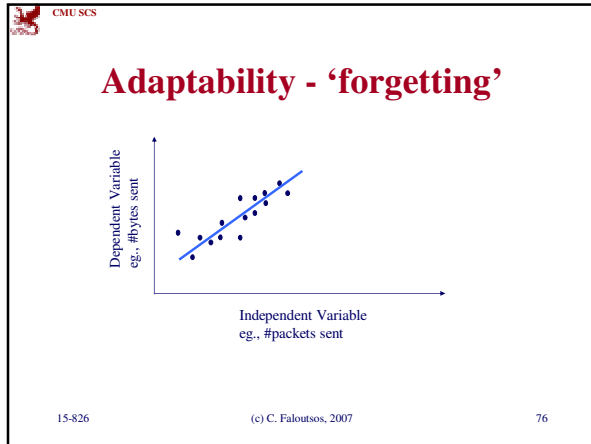 CMU SCS
Adaptability - ‘forgetting’
Dependent Variable
eg., #bytes sent
Independent Variable
eg., #packets sent
15-826
(c) C. Faloutsos, 2007
76